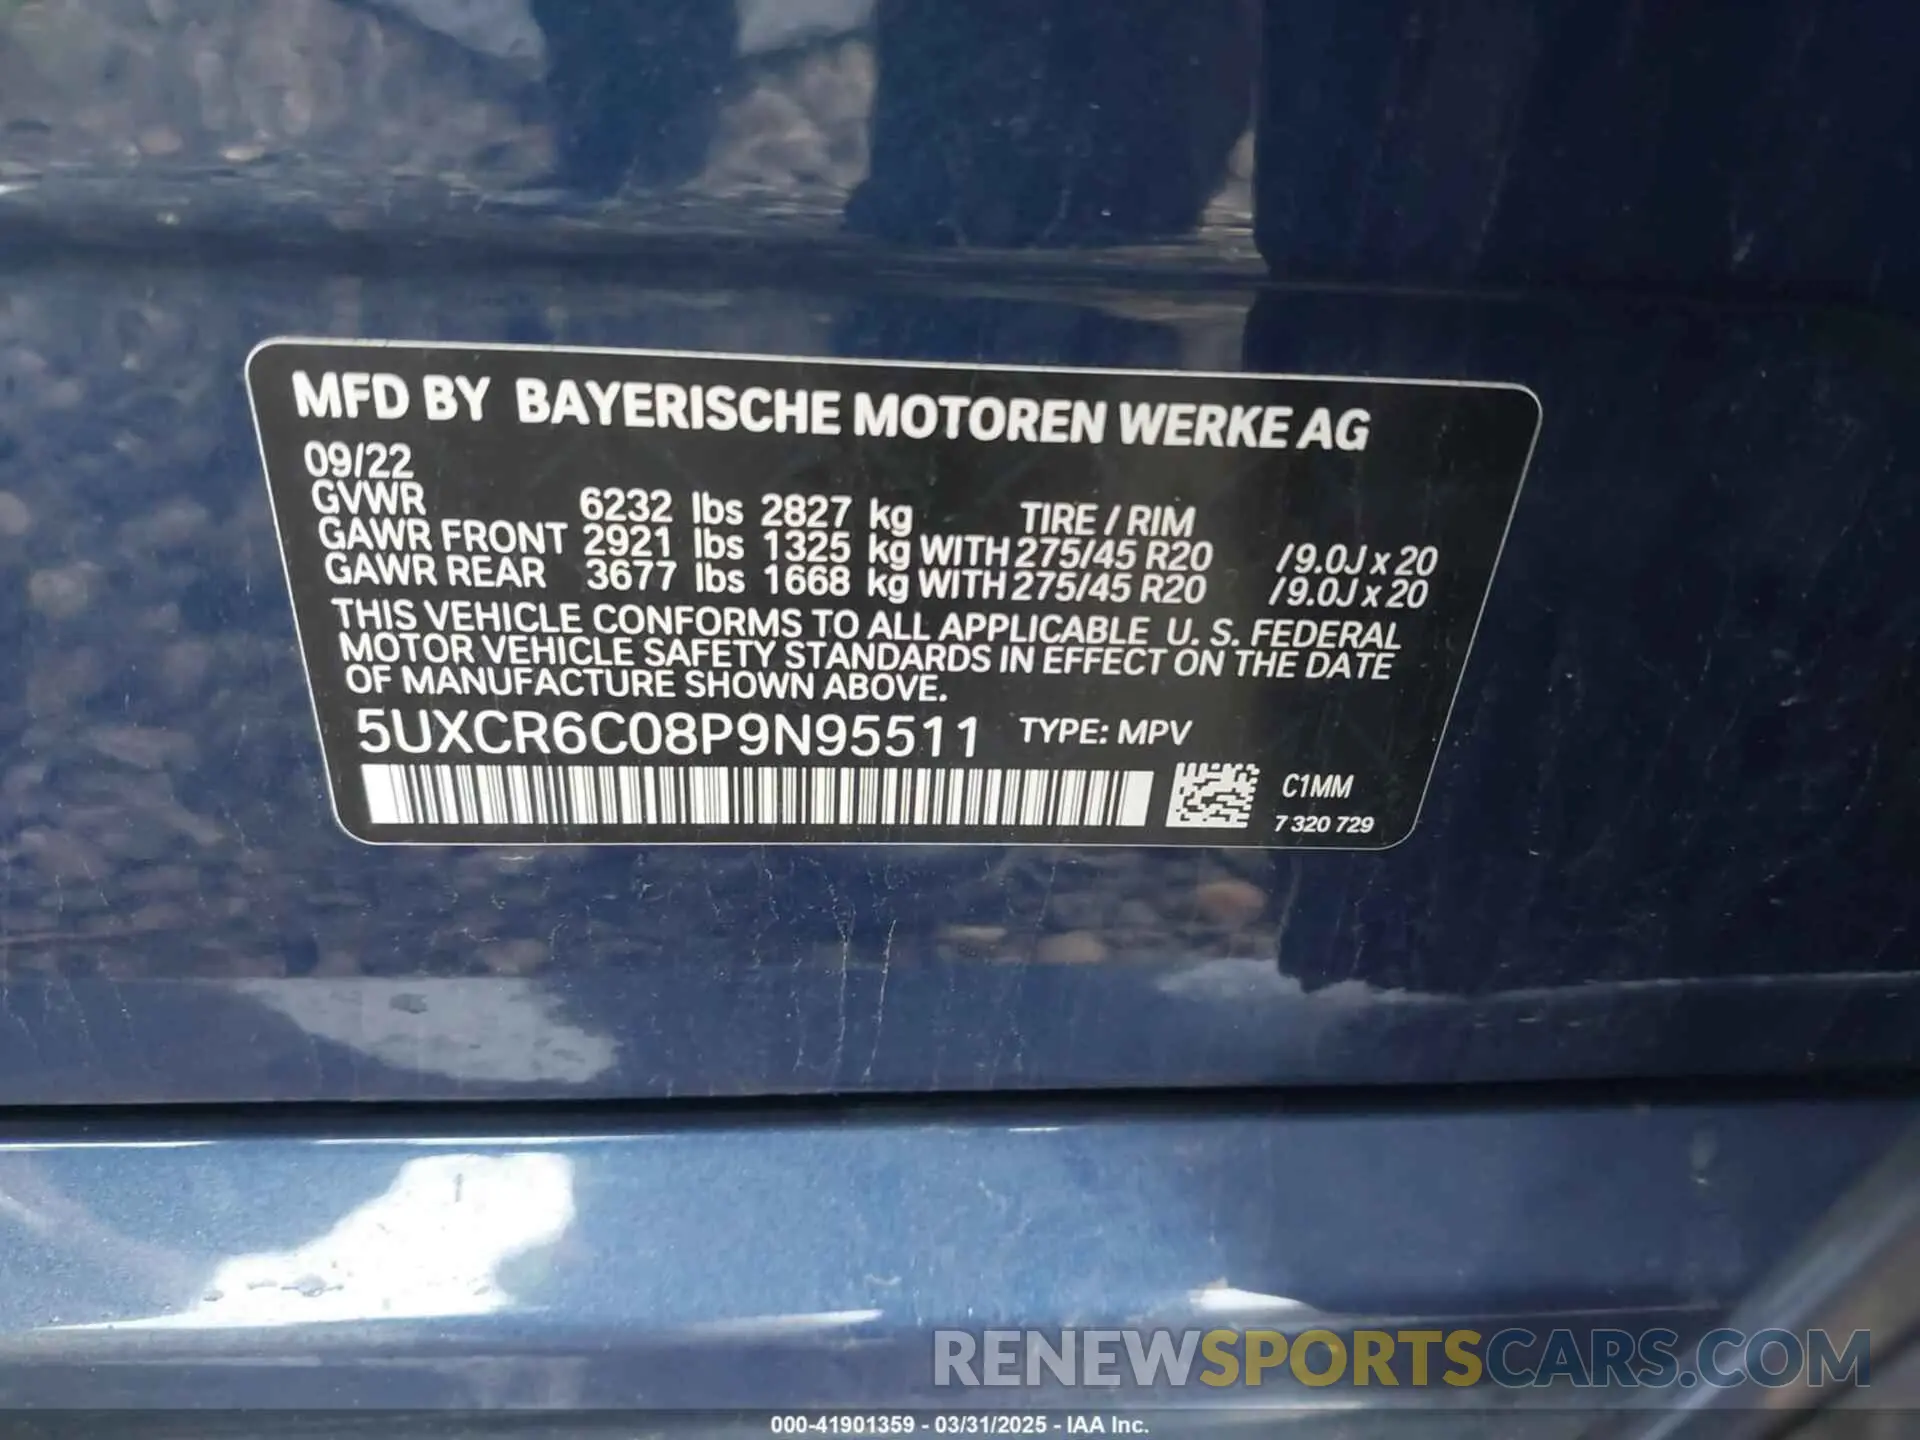 MFD BY BAYERISCHE MOTOREN WERKE AG
09/22
GVWR 6232 lbs 2827 kg TIRE / RIM
GAWR FRONT 2921 lbs 1325 kg WITH 275/45 R20 /9.0J x 20
GAWR REAR 3677 lbs 1668 kg WITH 275/45 R20 /9.0J x 20
THIS VEHICLE CONFORMS TO ALL APPLICABLE U. S. FEDERAL
MOTOR VEHICLE SAFETY STANDARDS IN EFFECT ON THE DATE
OF MANUFACTURE SHOWN ABOVE.
5UXCR6C08P9N95511 TYPE: MPV
C1MM
7 320 729
RENEWSPORTSCARS.COM
000-41901359 - 03/31/2025 - IAA Inc.